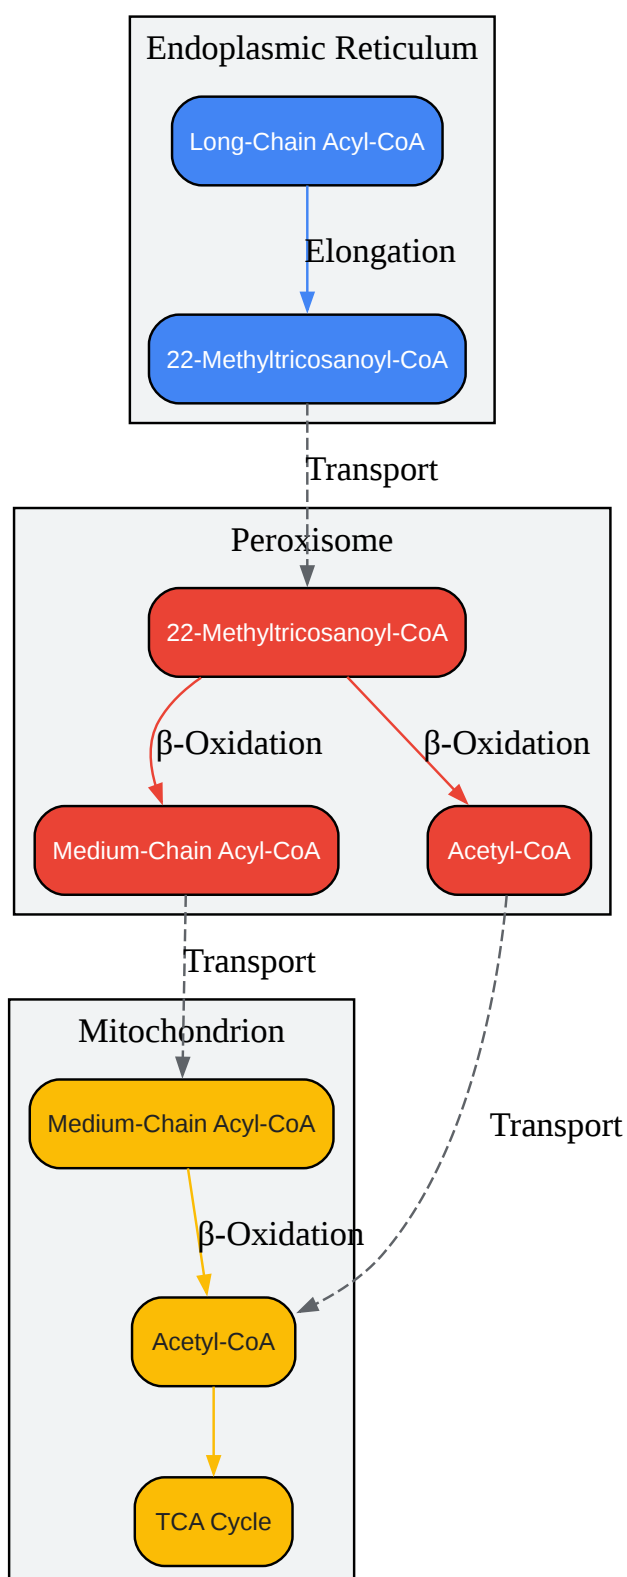 Endoplasmic Reticulum
Long-Chain Acyl-CoA
Elongation
22-Methyltricosanoyl-CoA
Transport
Peroxisome
22-Methyltricosanoyl-CoA
β-Oxidation
β-Oxidation
Medium-Chain Acyl-CoA
Acetyl-CoA
Transport
Mitochondrion
Medium-Chain Acyl-CoA
Transport
β-Oxidation
Acetyl-CoA
TCA Cycle